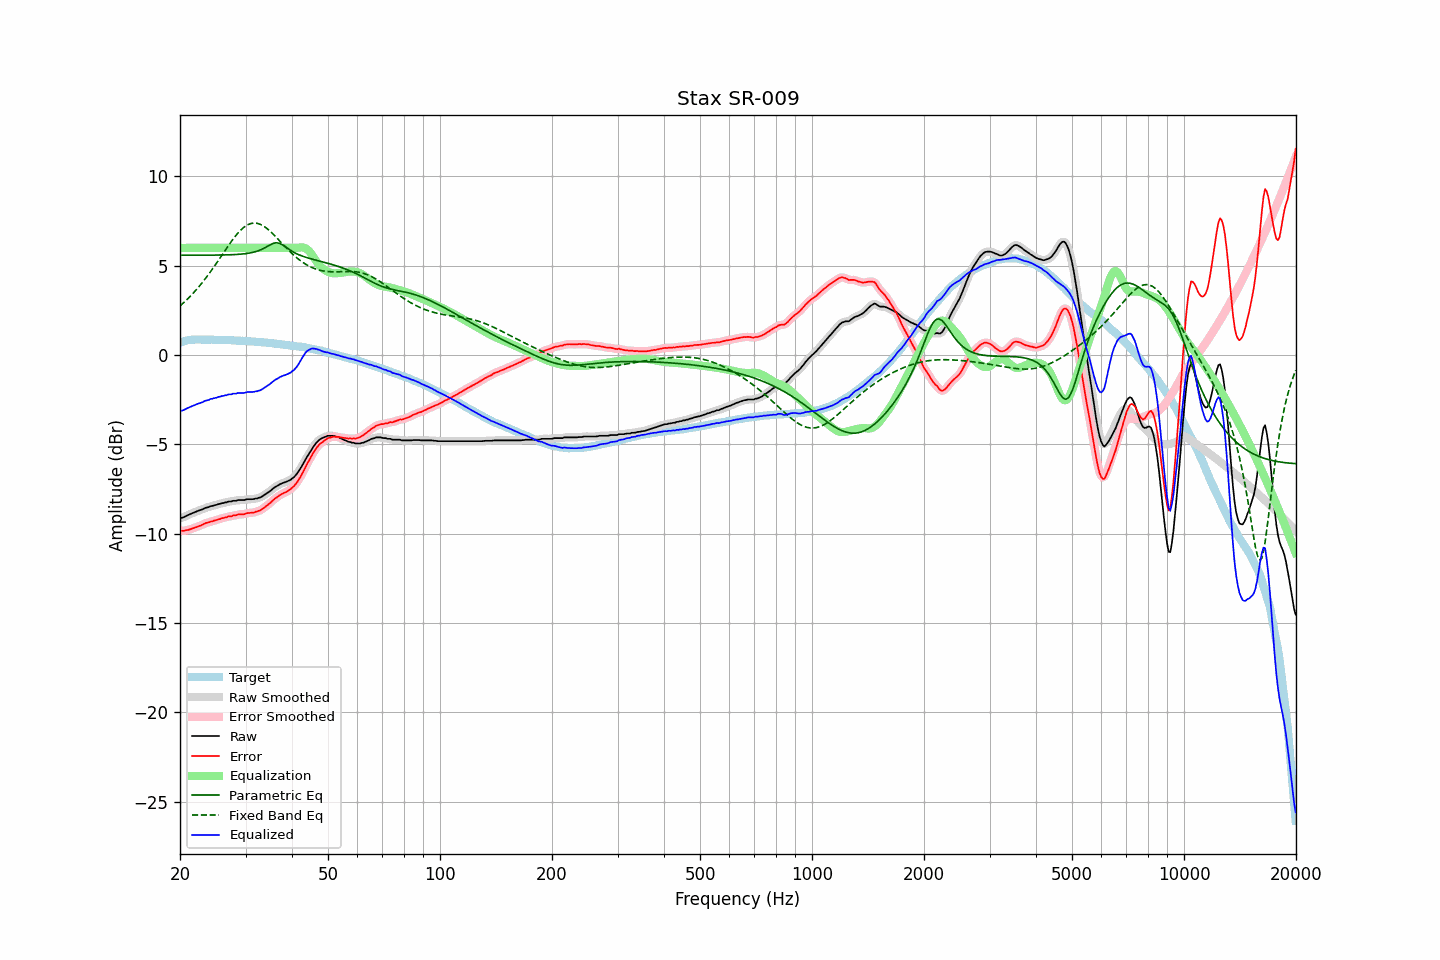 Stax SR-009
Amplitude (dBr)
10
5
0
−5
−10
−15
−20
−25
Target
Raw Smoothed
Error Smoothed
Raw
Error
Equalization
Parametric Eq
Fixed Band Eq
Equalized
20 50 100 200 500 1000 2000 5000 10000 20000
Frequency (Hz)